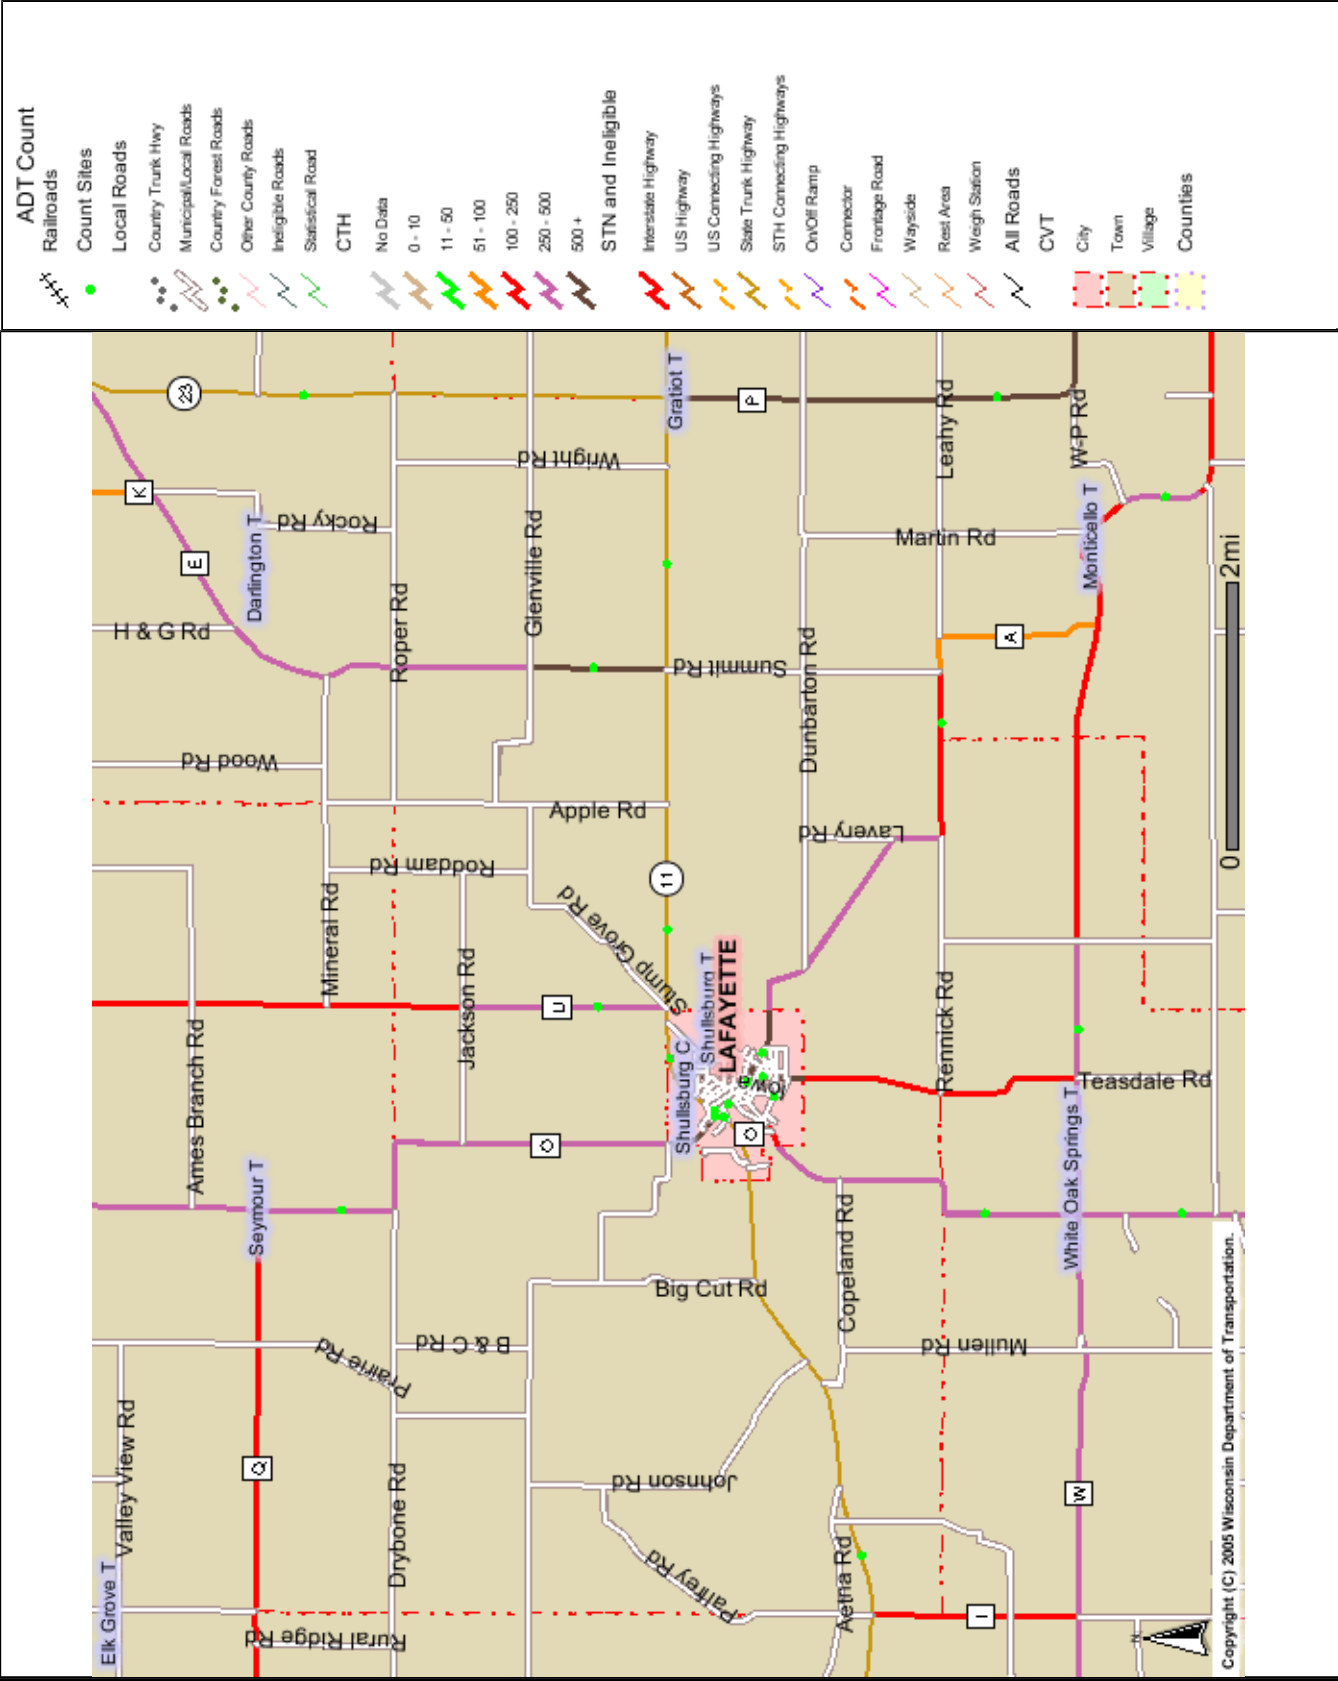 ADT Count
Railroads
Count Sites
Local Roads
Country Trunk Hwy
Municipal/Local Roads
Country Forest Roads
Other County Roads
Ineligible Roads
Statistical Road
CTH
No Data
0 - 10
11 - 50
51 - 100
100 - 250
250 - 500
500 +
STN and Ineligible
Interstate Highway
US Highway
US Connecting Highways
State Trunk Highway
STH Connecting Highways
On/Off Ramp
Connector
Frontage Road
Wayside
Rest Area
Weigh Station
All Roads
CVT
City
Town
Village
Counties
Elk Grove T
Valley View Rd
Rural Ridge Rd
Q
Prairie Rd
Drybone Rd
B & C Rd
Seymour T
Ames Branch Rd
Mineral Rd
Jackson Rd
O
U
Roddam Rd
Wood Rd
H & G Rd
Darlington T
E
K
23
Rocky Rd
Roper Rd
Glenville Rd
Wright Rd
Apple Rd
Stump Grove Rd
11
Gratiot T
P
Summit Rd
Dunbarton Rd
Lavery Rd
Leahy Rd
Martin Rd
W-P Rd
Monticello T
A
Shullsburg C
Shullsburg T
LAFAYETTE
Iowa
O
Rennick Rd
Teasdale Rd
White Oak Springs T
Copeland Rd
Big Cut Rd
Mullen Rd
Johnson Rd
Palfrey Rd
Aetna Rd
I
W
N
0
2mi
Copyright (C) 2005 Wisconsin Department of Transportation.